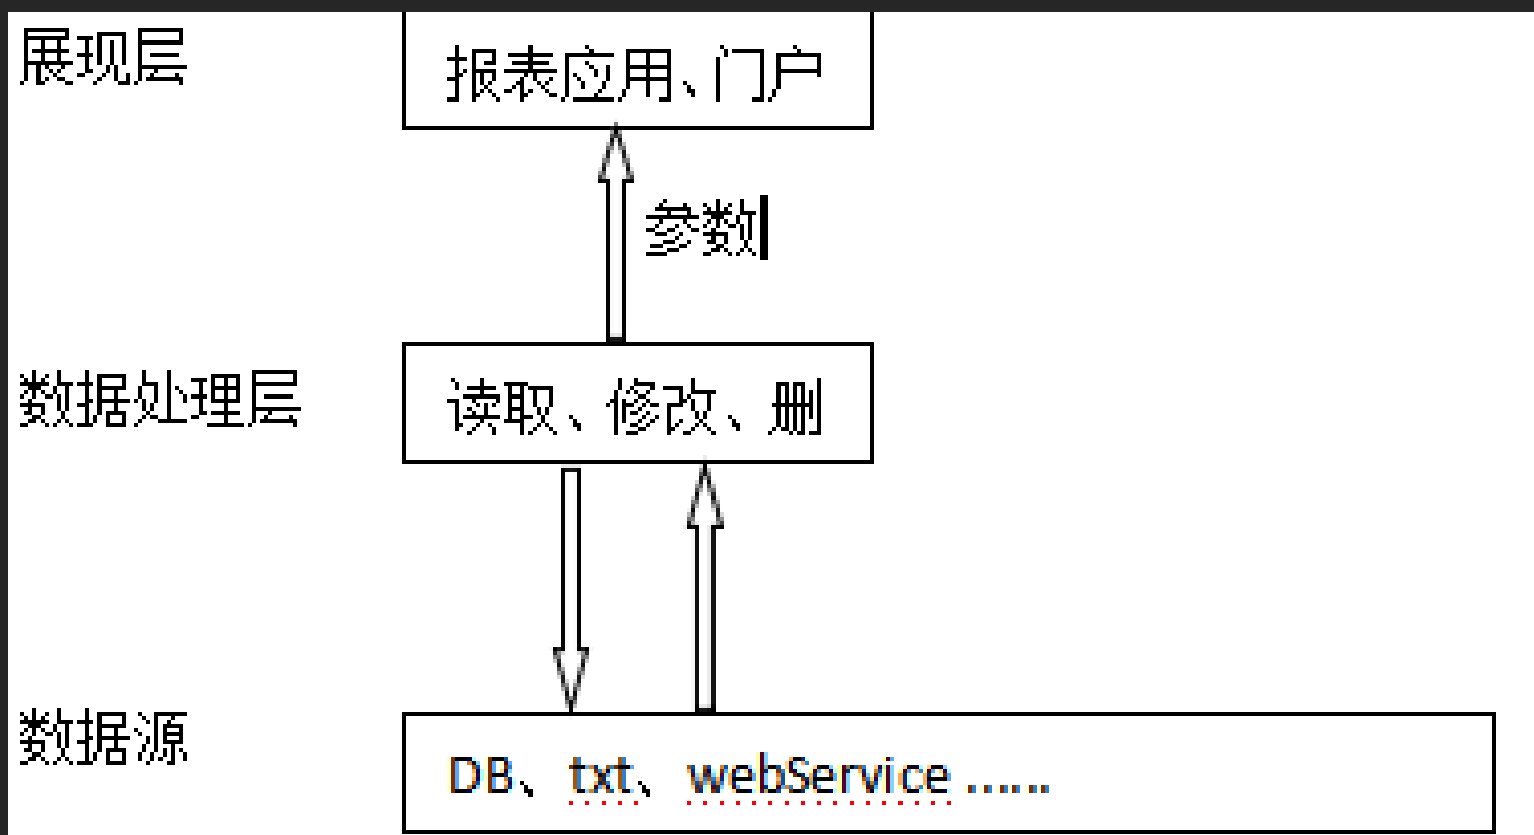 展现层
报表应用、门户
参数
数据处理层
读取、修改、删
数据源
DB、txt、webService ......